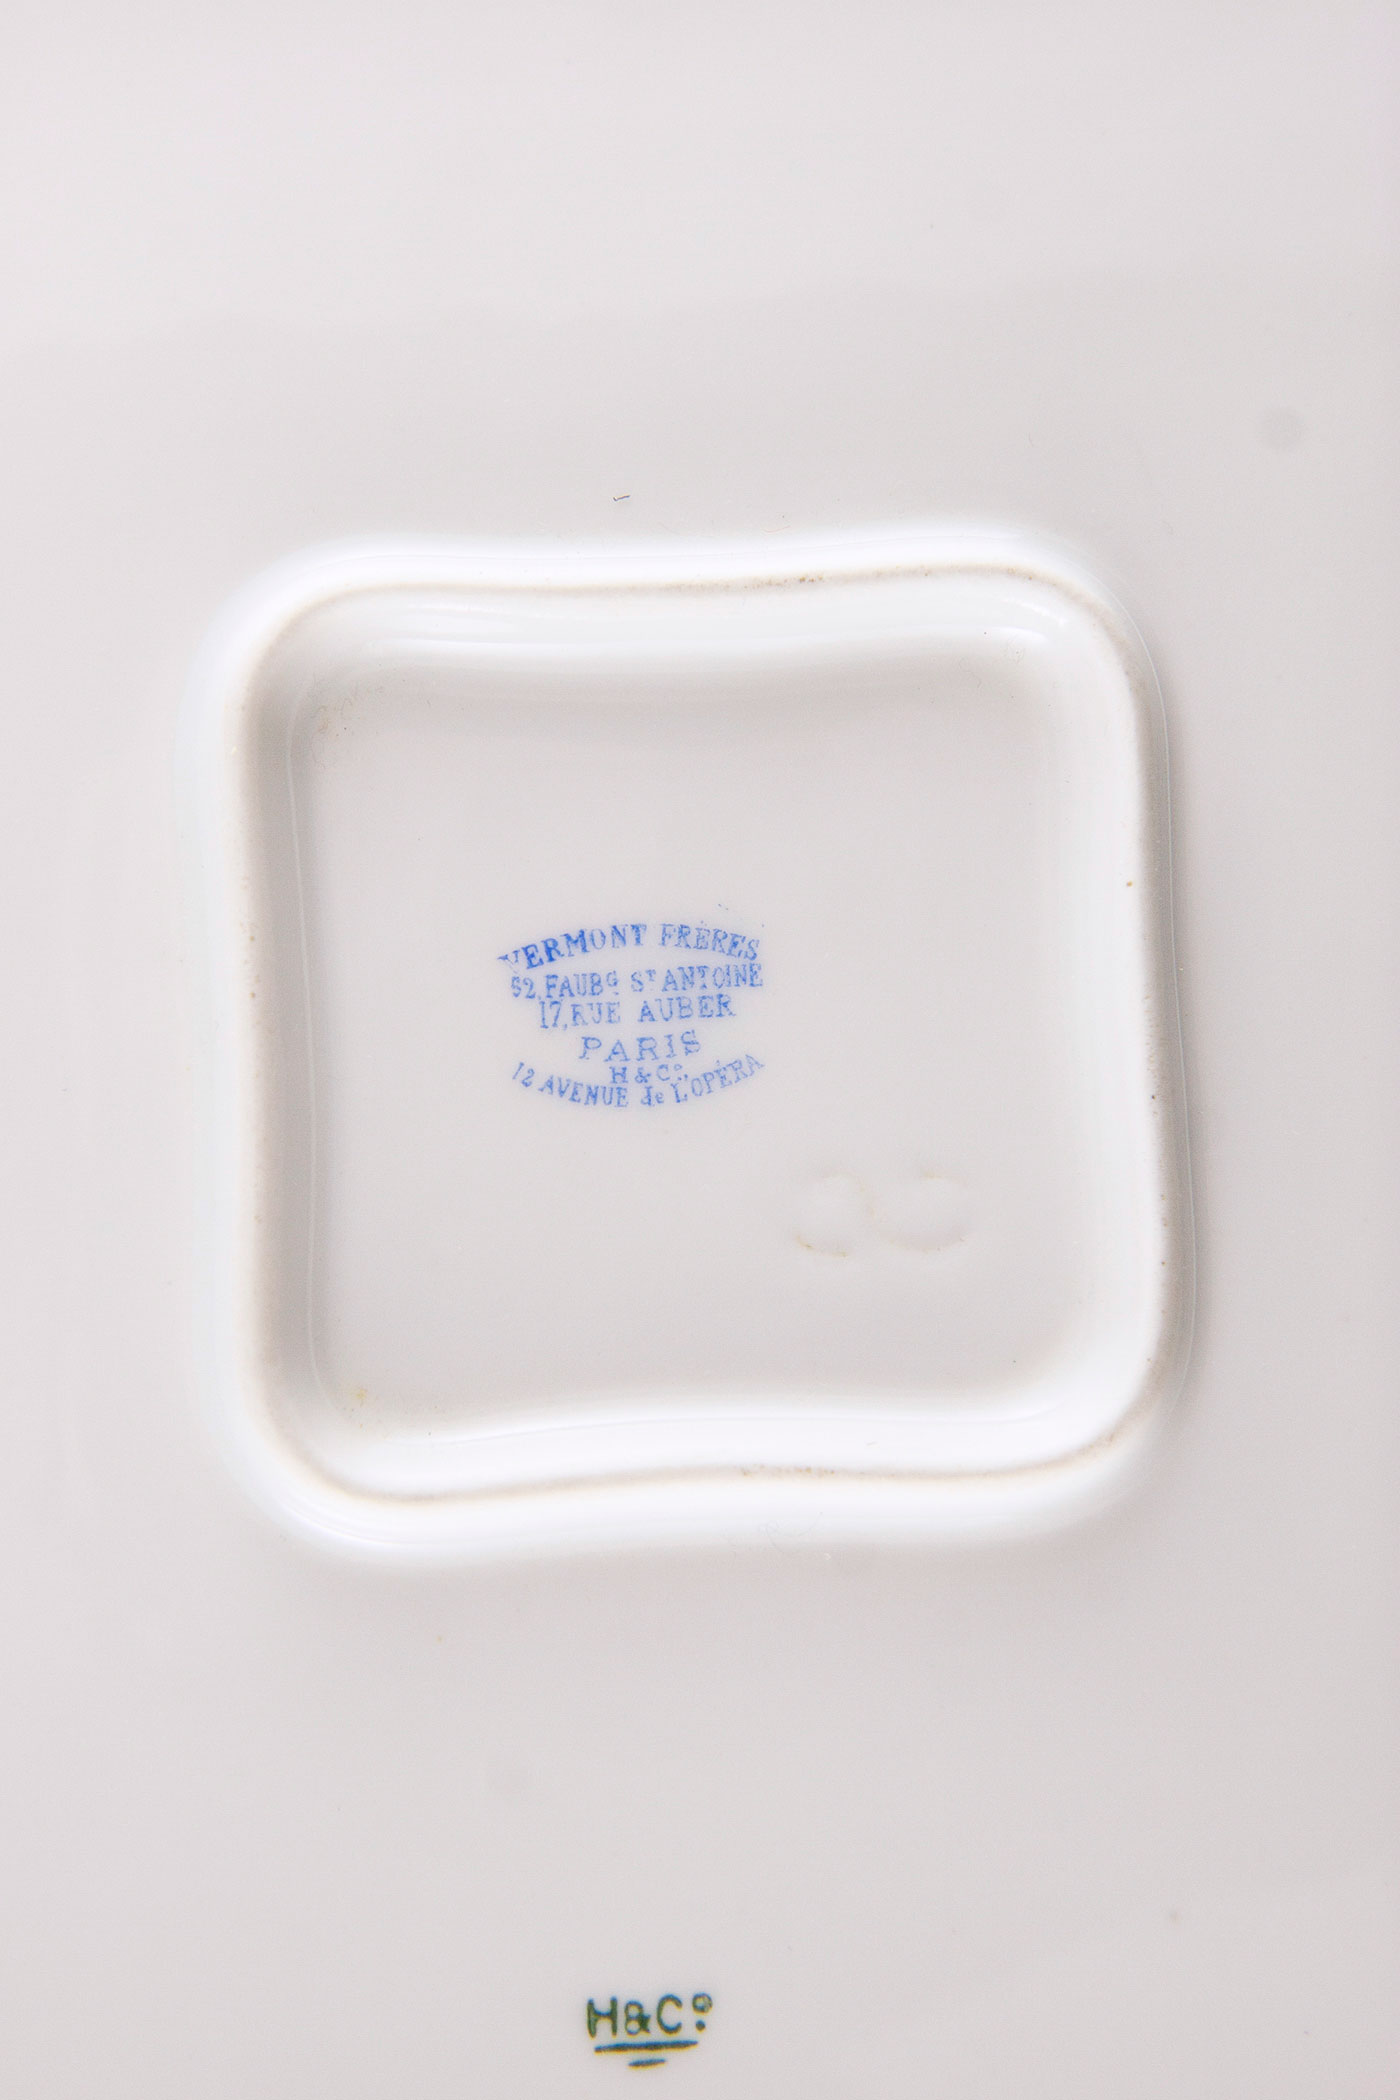 VERMONT FRÈRES
52, FAUBG ST ANTOINE
17, RUE AUBER
PARIS
H & Co.
12 AVENUE de L'OPÉRA
H&Co.